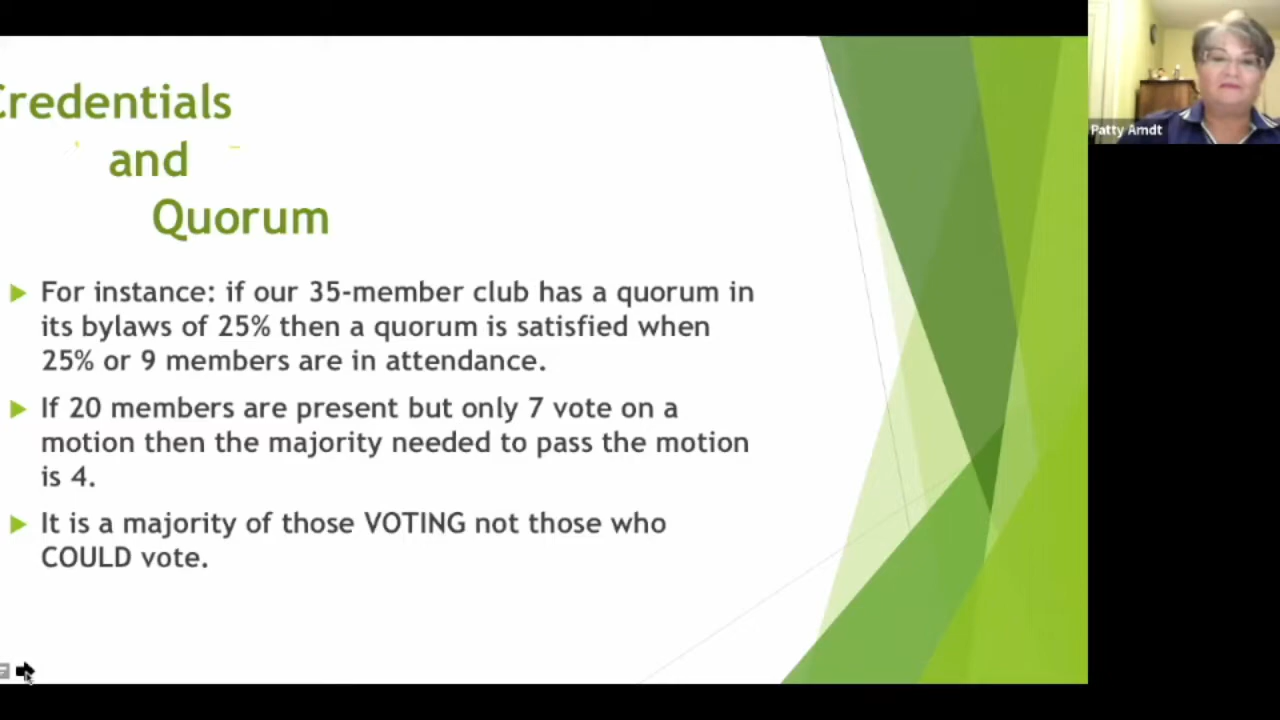 Credentials
and
Quorum
For instance: if our 35-member club has a quorum in
its bylaws of 25% then a quorum is satisfied when
25% or 9 members are in attendance.
If 20 members are present but only 7 vote on a
motion then the majority needed to pass the motion
is 4.
It is a majority of those VOTING not those who
COULD vote.
Patty Arndt